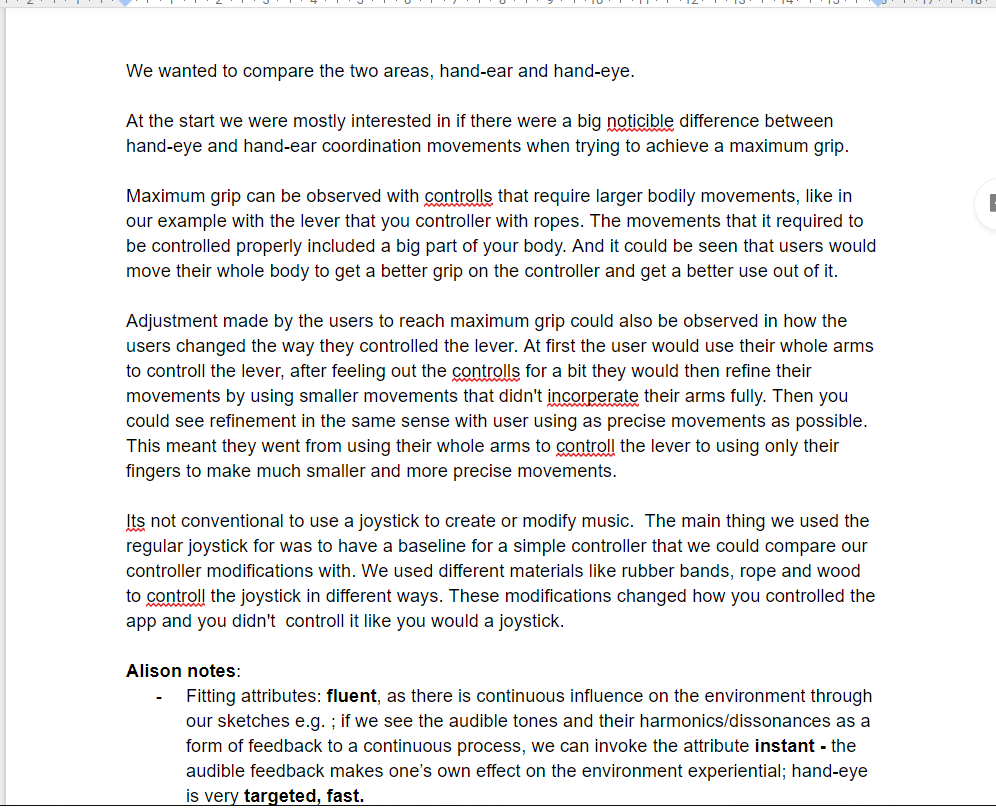 We wanted to compare the two areas, hand-ear and hand-eye.
At the start we were mostly interested in if there were a big noticible difference between
hand-eye and hand-ear coordination movements when trying to achieve a maximum grip.
Maximum grip can be observed with controlls that require larger bodily movements, like in
our example with the lever that you controller with ropes. The movements that it required to
be controlled properly included a big part of your body. And it could be seen that users would
move their whole body to get a better grip on the controller and get a better use out of it.
Adjustment made by the users to reach maximum grip could also be observed in how the
users changed the way they controlled the lever. At first the user would use their whole arms
to controll the lever, after feeling out the controlls for a bit they would then refine their
movements by using smaller movements that didn't incorperate their arms fully. Then you
could see refinement in the same sense with user using as precise movements as possible.
This meant they went from using their whole arms to controll the lever to using only their
fingers to make much smaller and more precise movements.
Its not conventional to use a joystick to create or modify music.  The main thing we used the
regular joystick for was to have a baseline for a simple controller that we could compare our
controller modifications with. We used different materials like rubber bands, rope and wood
to controll the joystick in different ways. These modifications changed how you controlled the
app and you didn't  controll it like you would a joystick.
Alison notes:
- Fitting attributes: fluent, as there is continuous influence on the environment through
our sketches e.g. ; if we see the audible tones and their harmonics/dissonances as a
form of feedback to a continuous process, we can invoke the attribute instant - the
audible feedback makes one’s own effect on the environment experiential; hand-eye
is very targeted, fast.